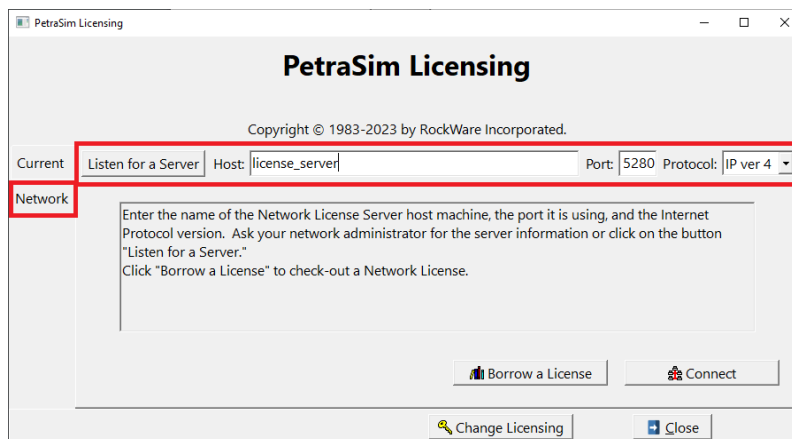 PetraSim Licensing
PetraSim Licensing
Copyright © 1983-2023 by RockWare Incorporated.
Current
Listen for a Server Host: license_server Port: 5280 Protocol: IP ver 4
Network
Enter the name of the Network License Server host machine, the port it is using, and the Internet
Protocol version. Ask your network administrator for the server information or click on the button
"Listen for a Server."
Click "Borrow a License" to check-out a Network License.
Borrow a License Connect
Change Licensing Close